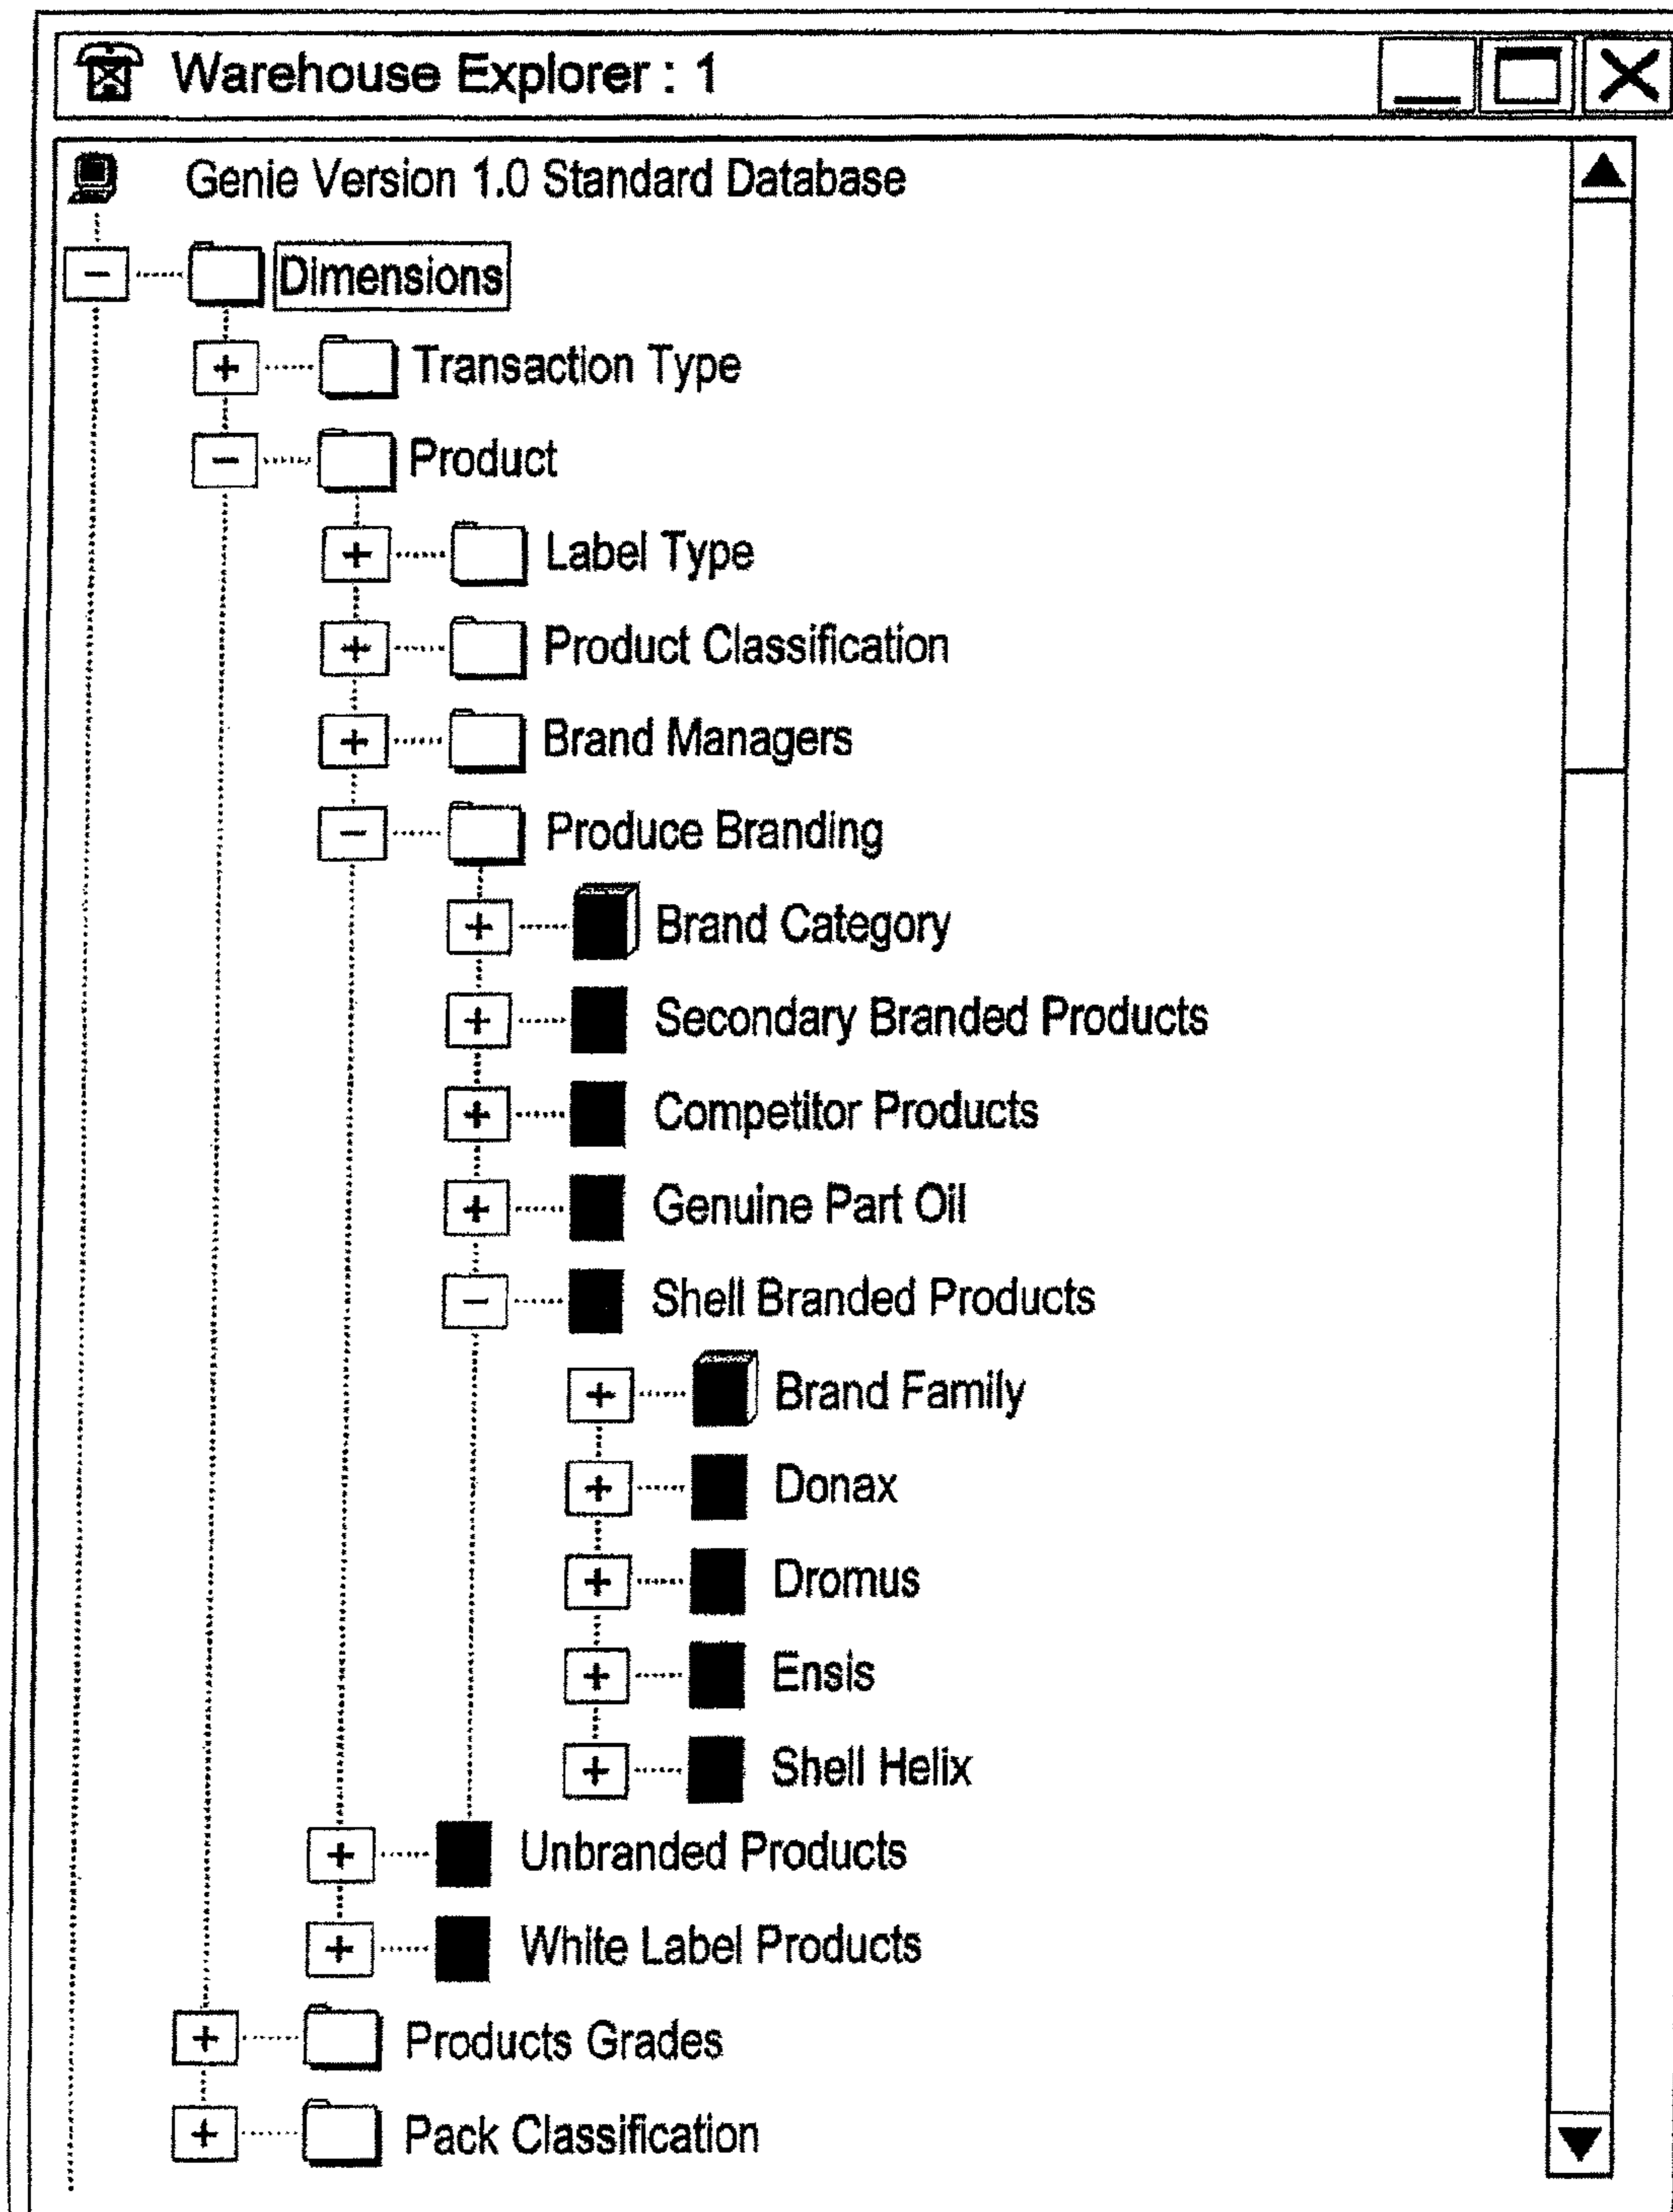 Warehouse Explorer : 1
Genie Version 1.0 Standard Database
Dimensions
Transaction Type
Product
Label Type
Product Classification
Brand Managers
Produce Branding
Brand Category
Secondary Branded Products
Competitor Products
Genuine Part Oil
Shell Branded Products
Brand Family
Donax
Dromus
Ensis
Shell Helix
Unbranded Products
White Label Products
Products Grades
Pack Classification